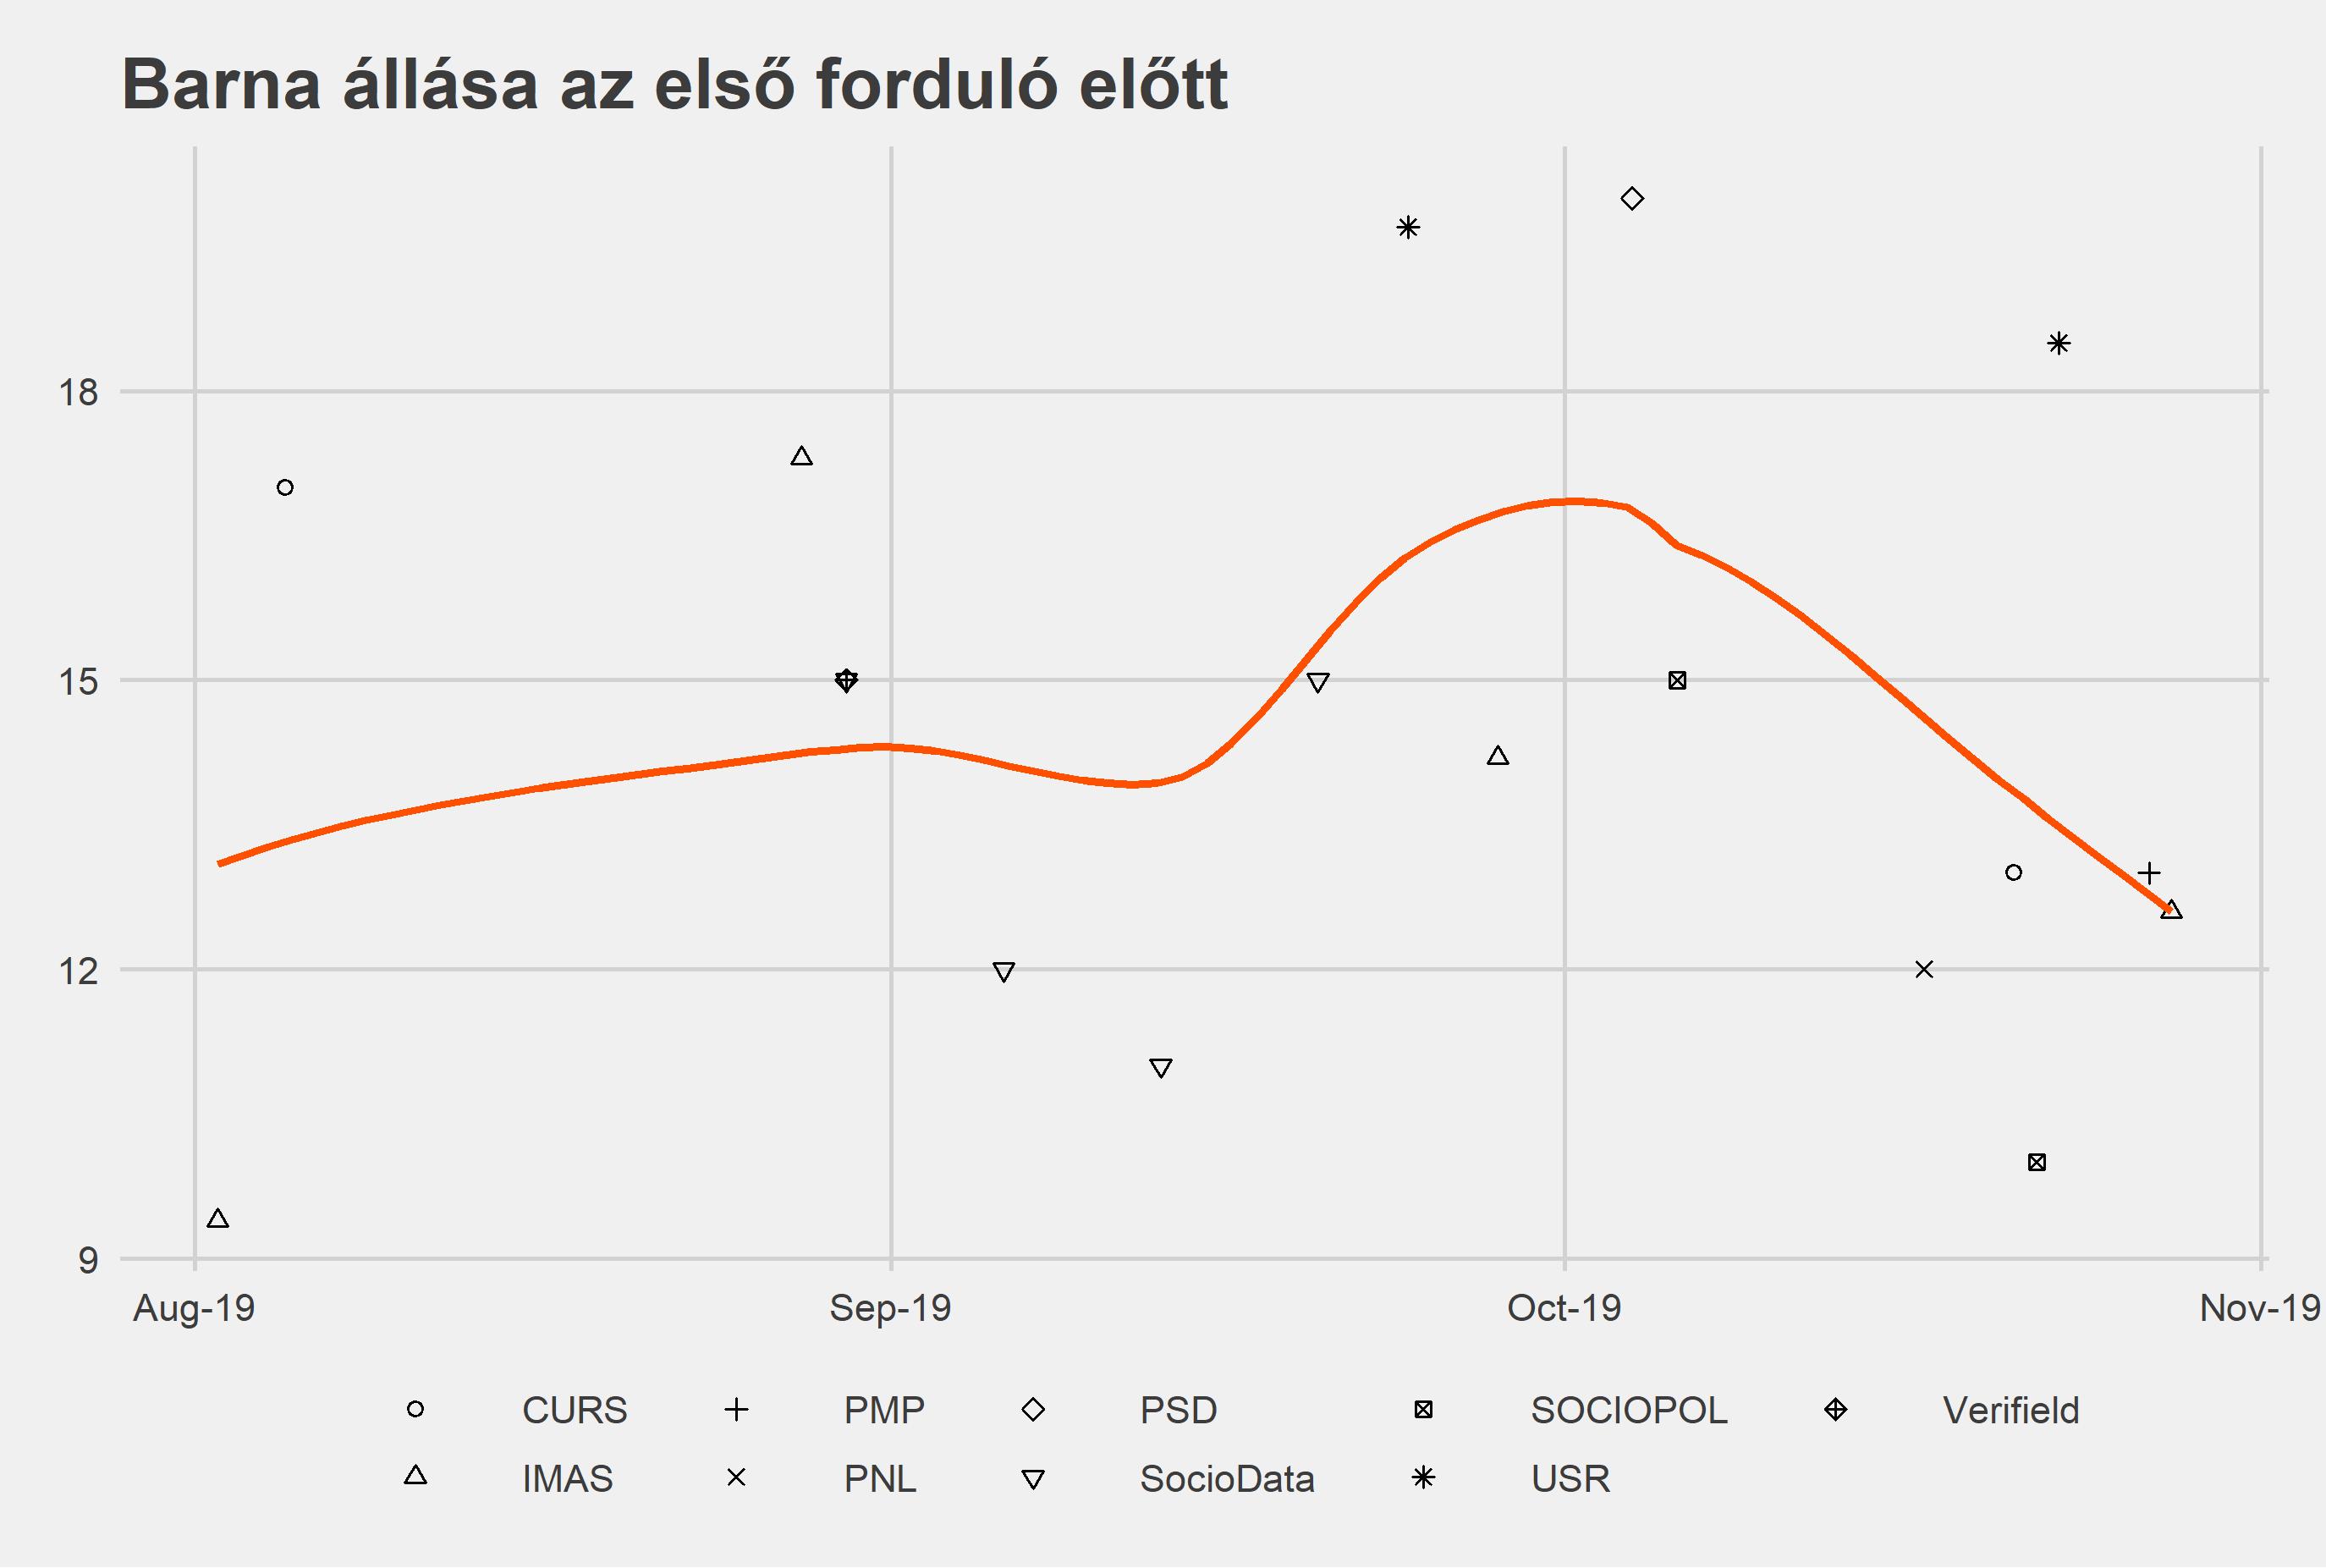 Barna állása az első forduló előtt
18
15
12
9
Aug-19 Sep-19 Oct-19 Nov-19
CURS PMP PSD SOCIOPOL Verifield
IMAS PNL SocioData USR